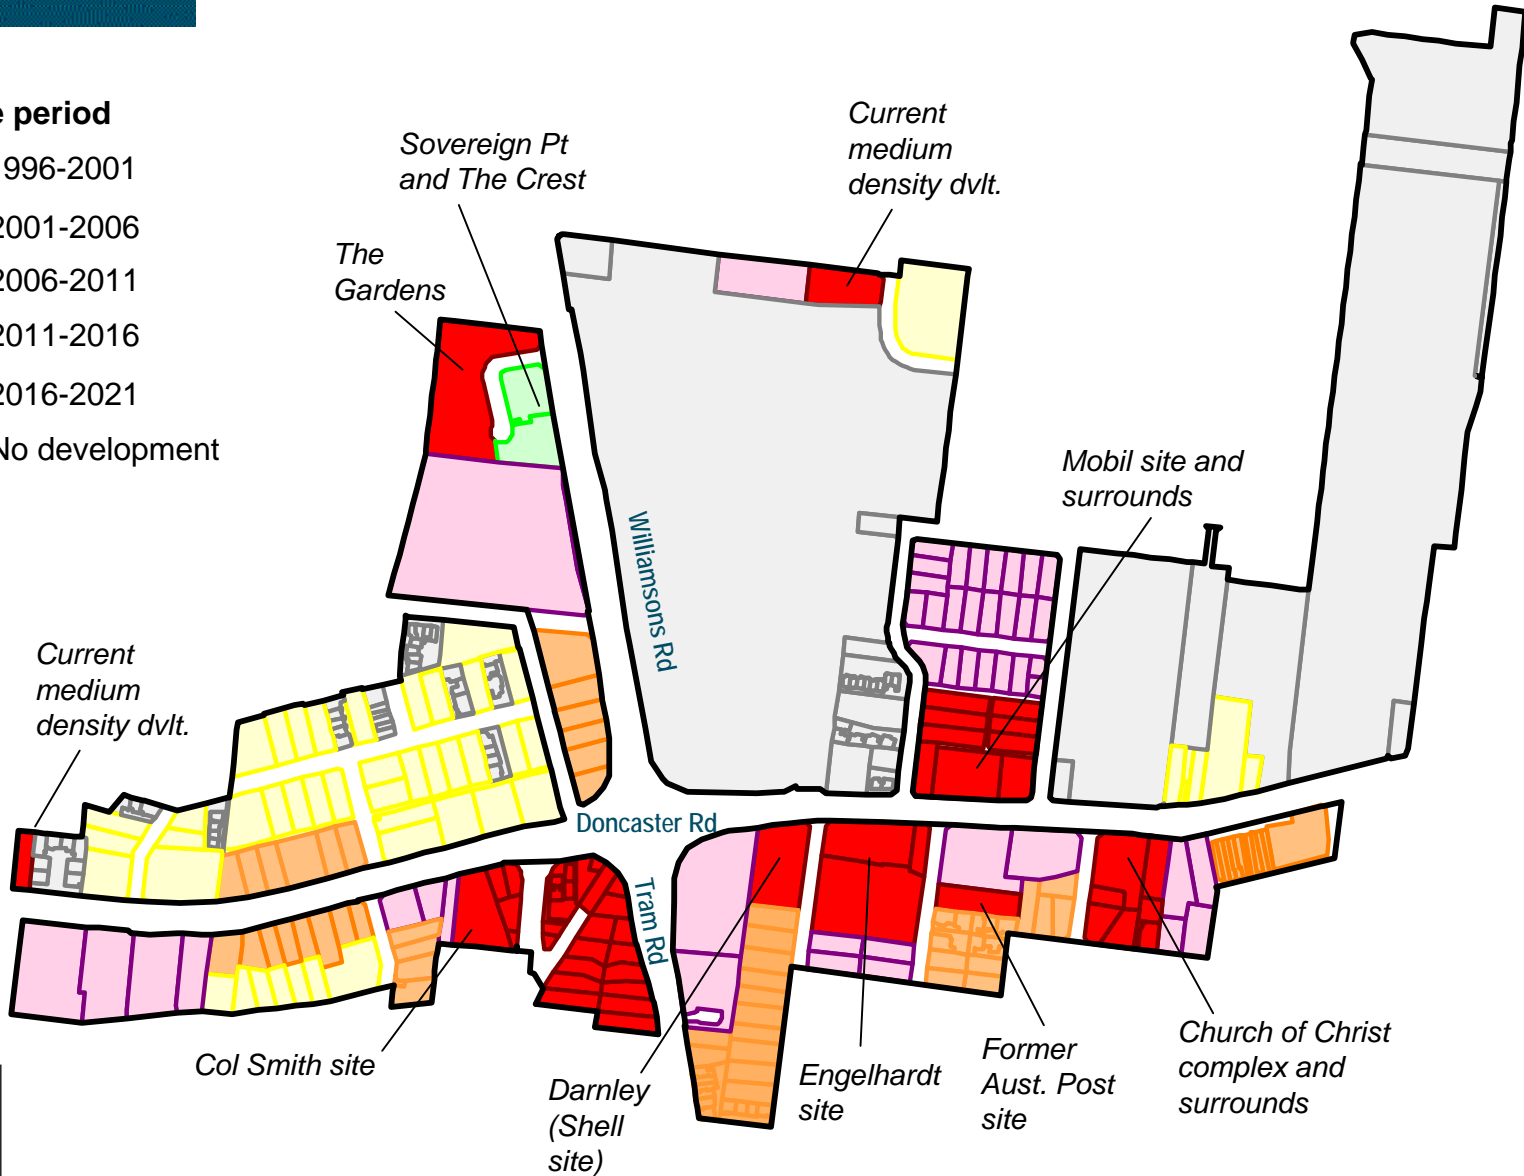 period
996-2001
2001-2006
2006-2011
2011-2016
2016-2021
No development
Sovereign Pt
and The Crest
The
Gardens
Current
medium
density dvlt.
Mobil site and
surrounds
Current
medium
density dvlt.
Williamsons Rd
Doncaster Rd
Tram Rd
Col Smith site
Darnley
(Shell
site)
Engelhardt
site
Former
Aust. Post
site
Church of Christ
complex and
surrounds